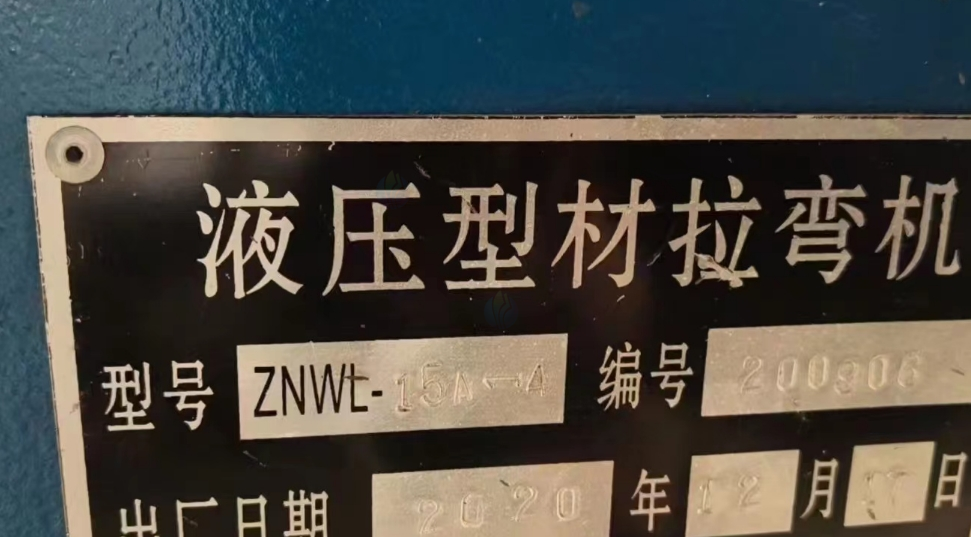 液压型材拉弯机
型号 ZNWL-15A-4 编号 200906
出厂日期 2020 年 12 月 日